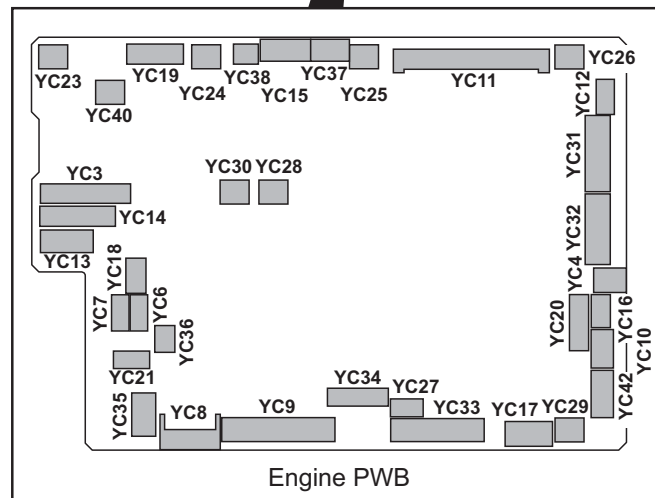 YC23
YC19
YC24
YC38
YC15
YC37
YC25
YC11
YC26
YC12
YC40
YC31
YC3
YC30
YC28
YC14
YC32
YC13
YC18
YC4
YC7
YC6
YC20
YC16
YC36
YC10
YC21
YC34
YC27
YC42
YC35
YC8
YC9
YC33
YC17
YC29
Engine PWB